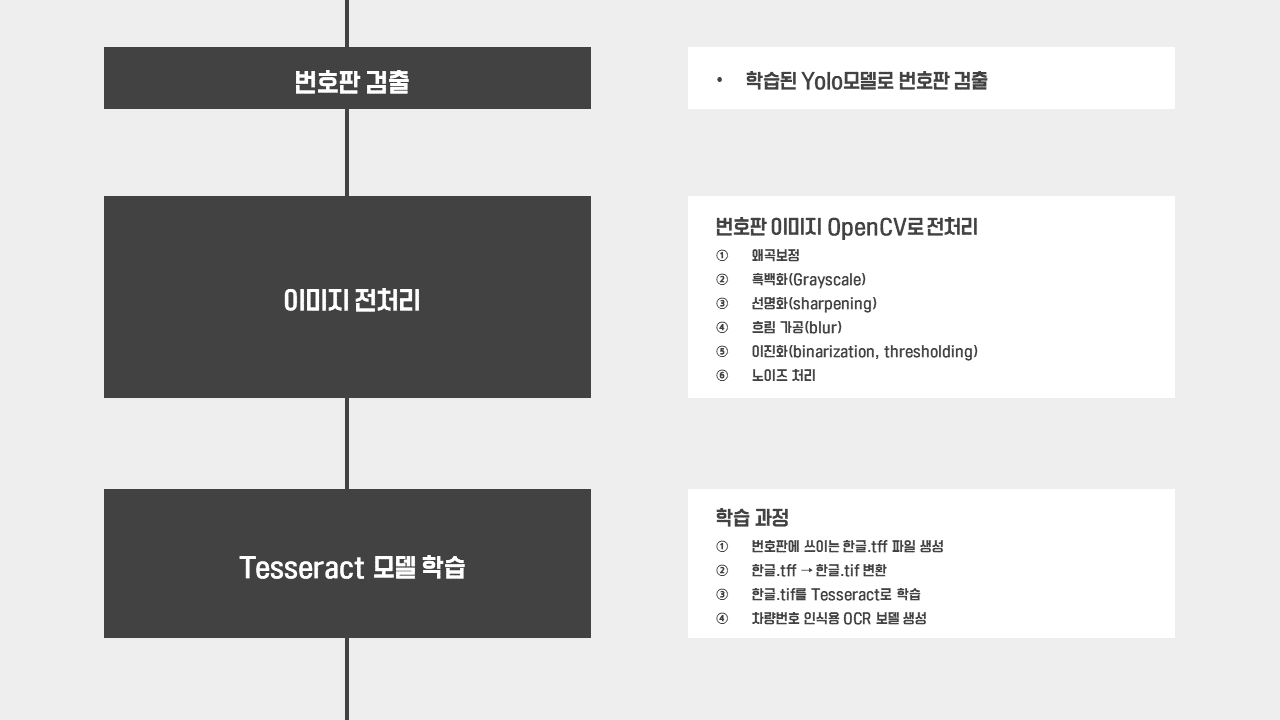 번호판 검출
• 학습된 Yolo모델로 번호판 검출
이미지 전처리
번호판 이미지 OpenCV로 전처리
① 왜곡보정
② 흑백화(Grayscale)
③ 선명화(sharpening)
④ 흐림 가공(blur)
⑤ 이진화(binarization, thresholding)
⑥ 노이즈 처리
Tesseract 모델 학습
학습 과정
① 번호판에 쓰이는 한글.tff 파일 생성
② 한글.tff → 한글.tif 변환
③ 한글.tif를 Tesseract로 학습
④ 차량번호 인식용 OCR 보델 생성